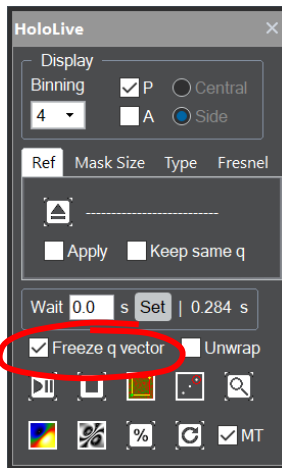 HoloLive
Display
Binning P Central
4 A Side
Ref Mask Size Type Fresnel
--------------------------
Apply Keep same q
Wait 0.0 s Set | 0.284 s
Freeze q vector Unwrap
% % MT